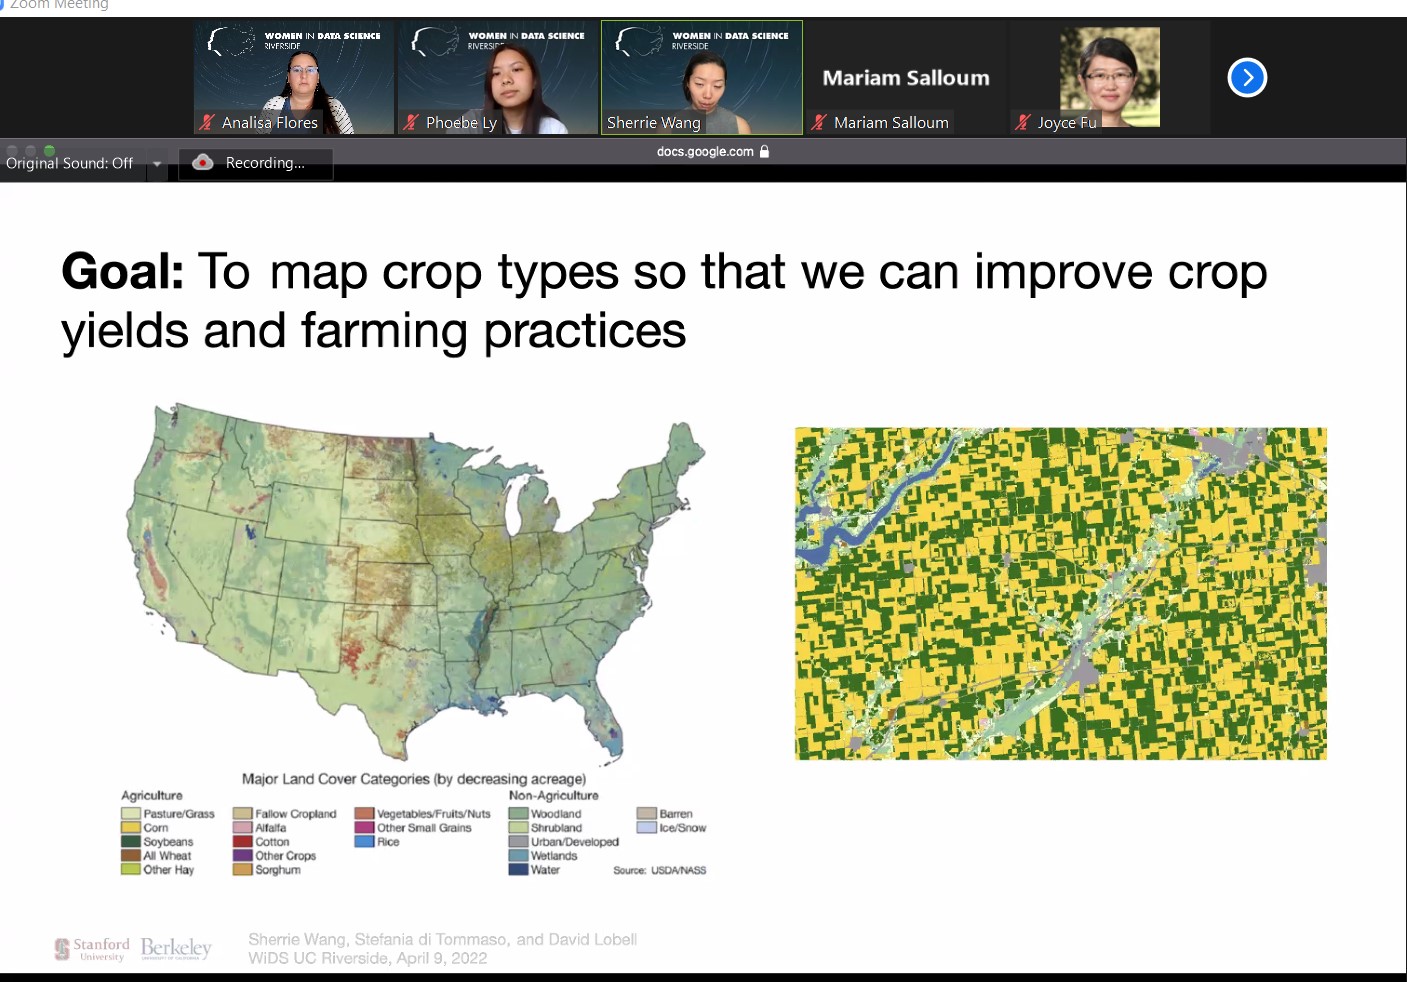 Zoom Meeting
WOMEN IN DATA SCIENCE
RIVERSIDE
WOMEN IN DATA SCIENCE
RIVERSIDE
WOMEN IN DATA SCIENCE
RIVERSIDE
Mariam Salloum
Analisa Flores
Phoebe Ly
Sherrie Wang
Mariam Salloum
Joyce Fu
docs.google.com
Original Sound: Off
Recording...
Goal: To map crop types so that we can improve crop
yields and farming practices
Major Land Cover Categories (by decreasing acreage)
Agriculture
Pasture/Grass
Corn
Soybeans
All Wheat
Other Hay
Fallow Cropland
Alfalfa
Cotton
Other Crops
Sorghum
Vegetables/Fruits/Nuts
Other Small Grains
Rice
Non-Agriculture
Woodland
Shrubland
Urban/Developed
Wetlands
Water
Barren
Ice/Snow
Source: USDA/NASS
Stanford
University
Berkeley
UNIVERSITY OF CALIFORNIA
Sherrie Wang, Stefania di Tommaso, and David Lobell
WiDS UC Riverside, April 9, 2022